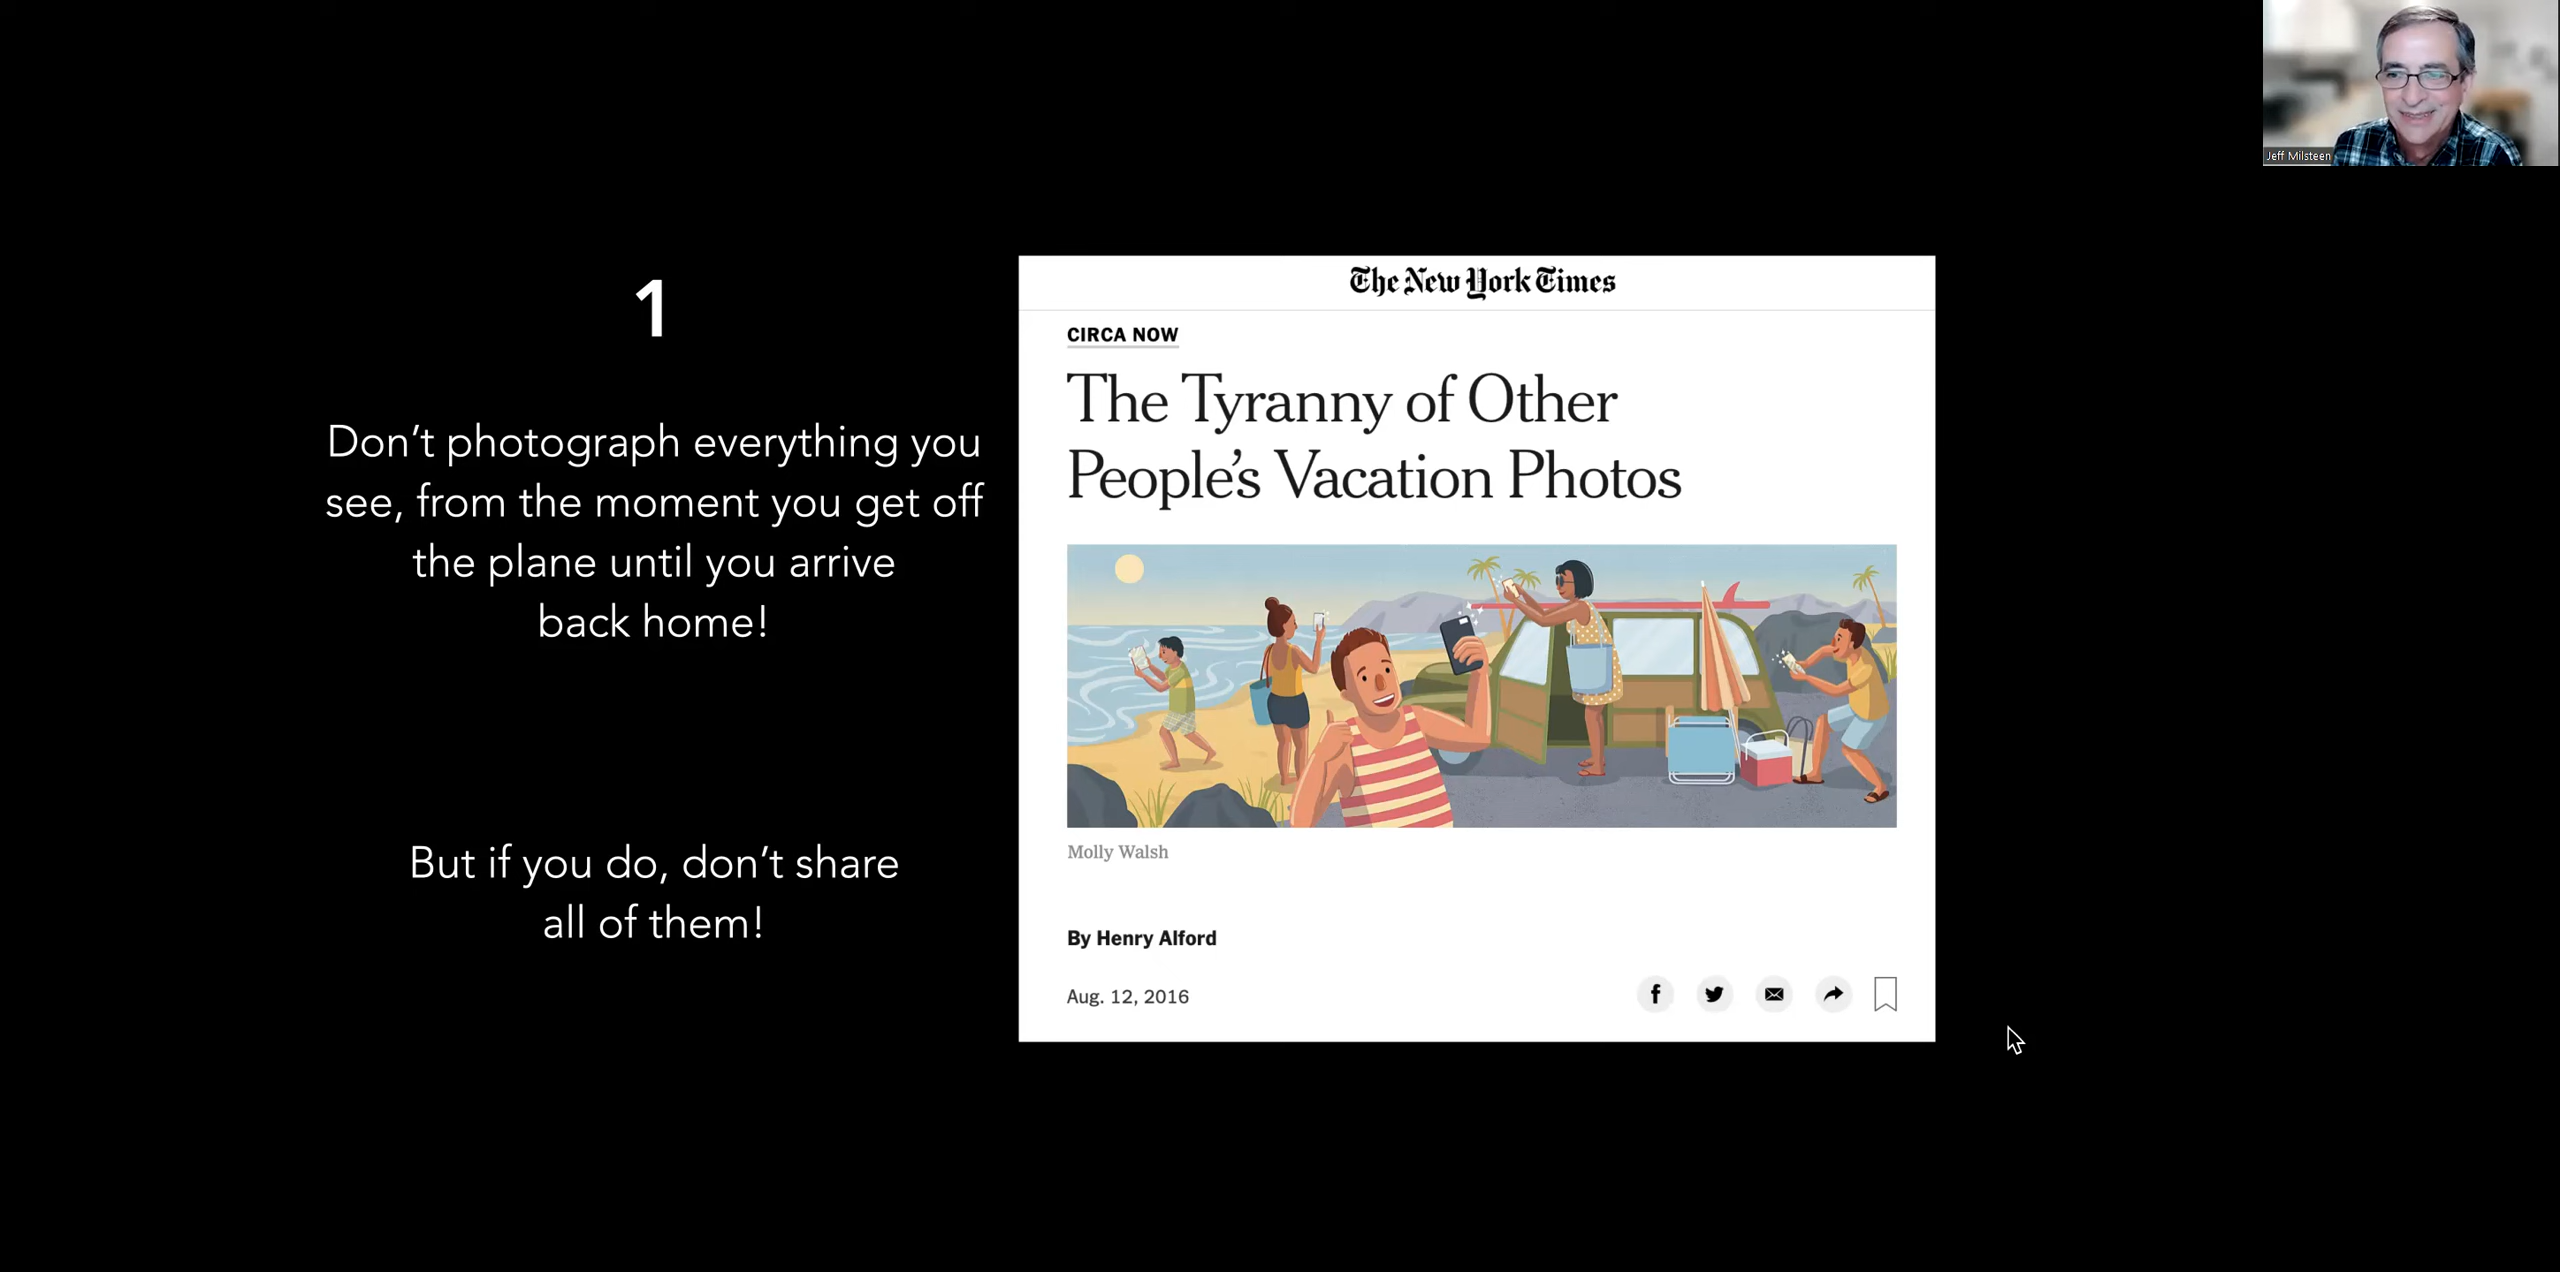 Jeff Milsteen
1
Don’t photograph everything you
see, from the moment you get off
the plane until you arrive
back home!
But if you do, don’t share
all of them!
The New York Times
CIRCA NOW
The Tyranny of Other
People’s Vacation Photos
Molly Walsh
By Henry Alford
Aug. 12, 2016